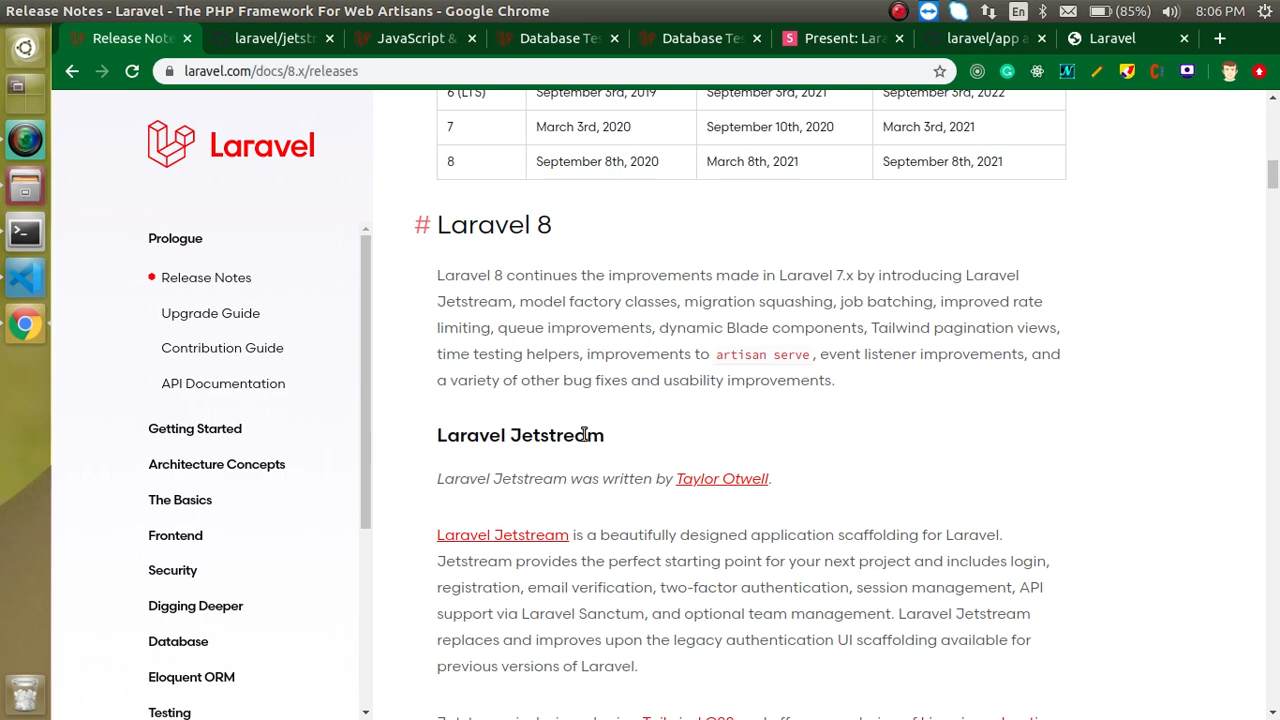 Release Notes - Laravel - The PHP Framework For Web Artisans - Google Chrome
En
(85%)
8:06 PM
Release Note
laravel/jetstr
JavaScript &
Database Te
Database Te
Present: Lara
laravel/app a
Laravel
laravel.com/docs/8.x/releases
Laravel
Prologue
Release Notes
Upgrade Guide
Contribution Guide
API Documentation
Getting Started
Architecture Concepts
The Basics
Frontend
Security
Digging Deeper
Database
Eloquent ORM
Testing
6 (LTS) September 3rd, 2019 September 3rd, 2021 September 3rd, 2022
7 March 3rd, 2020 September 10th, 2020 March 3rd, 2021
8 September 8th, 2020 March 8th, 2021 September 8th, 2021
# Laravel 8
Laravel 8 continues the improvements made in Laravel 7.x by introducing Laravel
Jetstream, model factory classes, migration squashing, job batching, improved rate
limiting, queue improvements, dynamic Blade components, Tailwind pagination views,
time testing helpers, improvements to artisan serve, event listener improvements, and
a variety of other bug fixes and usability improvements.
Laravel Jetstream
Laravel Jetstream was written by Taylor Otwell.
Laravel Jetstream is a beautifully designed application scaffolding for Laravel.
Jetstream provides the perfect starting point for your next project and includes login,
registration, email verification, two-factor authentication, session management, API
support via Laravel Sanctum, and optional team management. Laravel Jetstream
replaces and improves upon the legacy authentication UI scaffolding available for
previous versions of Laravel.